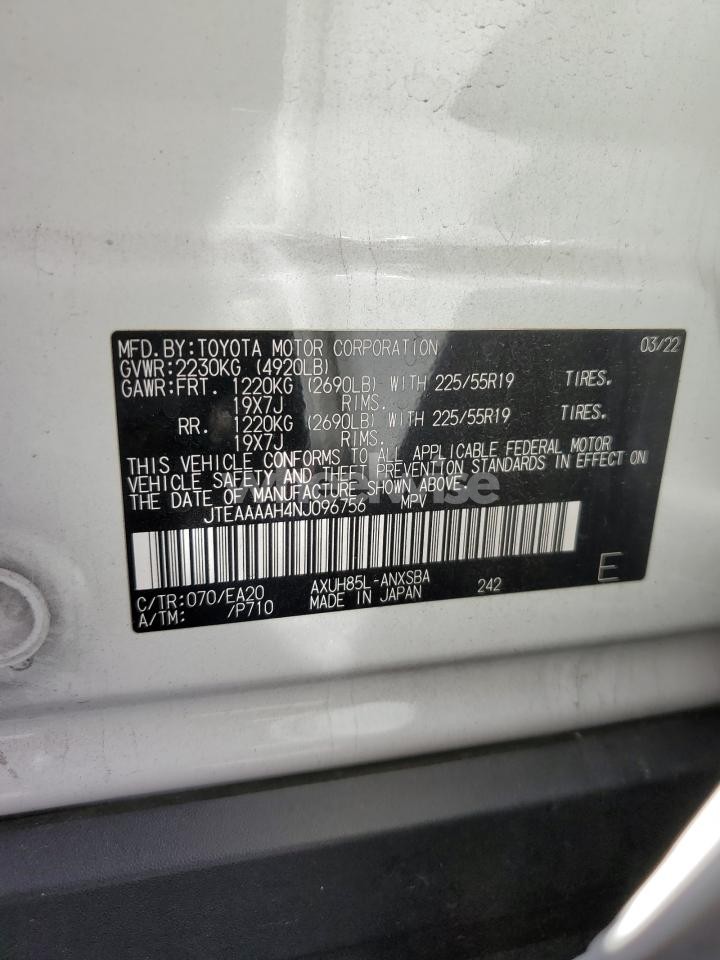 MFD.BY:TOYOTA MOTOR CORPORATION 03/22
GVWR:2230KG (4920LB)
GAWR:FRT. 1220KG (2690LB) WITH 225/55R19 TIRES.
19X7J RIMS.
RR. 1220KG (2690LB) WITH 225/55R19 TIRES.
19X7J RIMS.
THIS VEHICLE CONFORMS TO ALL APPLICABLE FEDERAL MOTOR
VEHICLE SAFETY AND THEFT PREVENTION STANDARDS IN EFFECT ON
THE DATE OF MANUFACTURE SHOWN ABOVE.
JTEAAAAH4NJ096756 MPV
C/TR:070/EA20 AXUH85L-ANXSBA 242 E
A/TM: /P710 MADE IN JAPAN